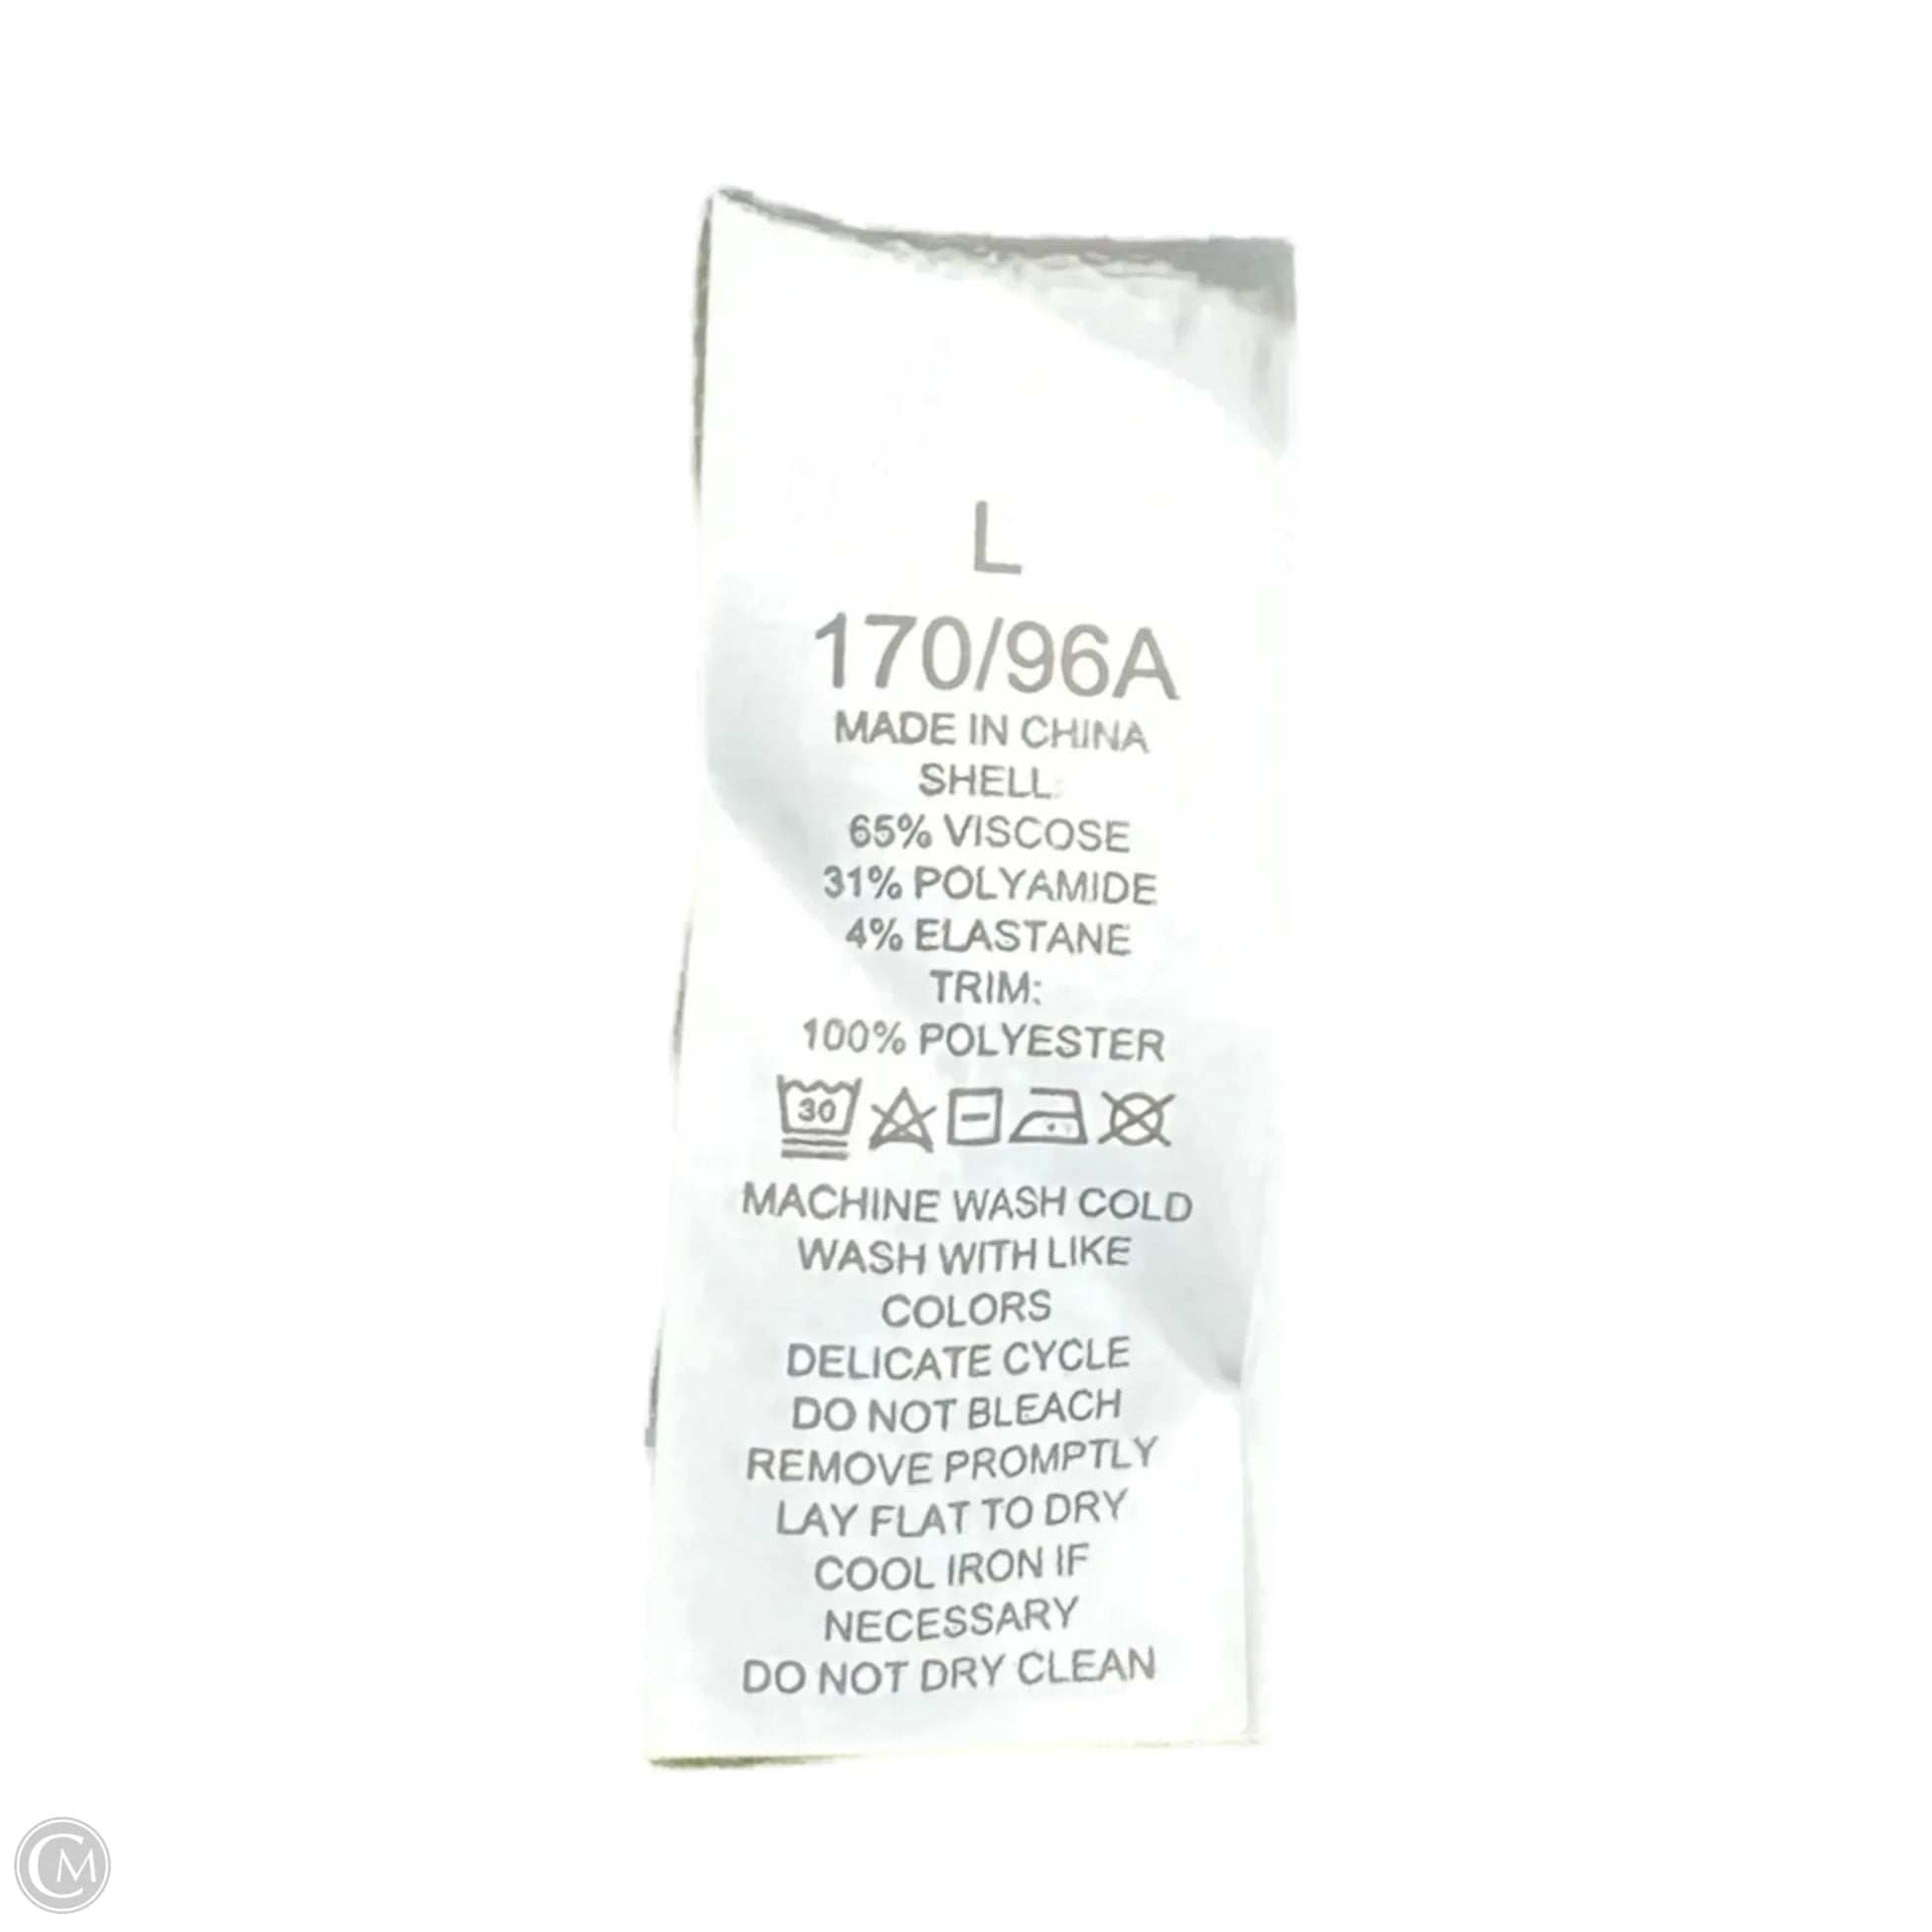 L
170/96A
MADE IN CHINA
SHELL:
65% VISCOSE
31% POLYAMIDE
4% ELASTANE
TRIM:
100% POLYESTER
30
MACHINE WASH COLD
WASH WITH LIKE
COLORS
DELICATE CYCLE
DO NOT BLEACH
REMOVE PROMPTLY
LAY FLAT TO DRY
COOL IRON IF
NECESSARY
DO NOT DRY CLEAN
CM